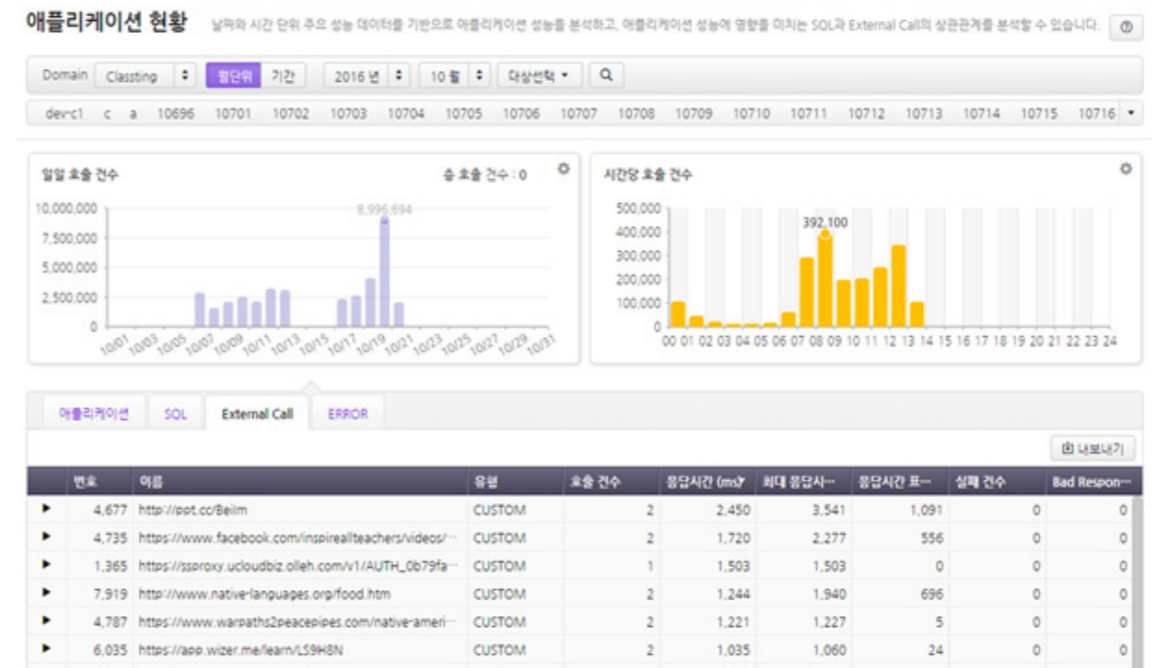 애플리케이션 현황 날짜와 시간 단위 주요 성능 데이터를 기반으로 애플리케이션 성능을 분석하고, 애플리케이션 성능에 영향을 미치는 SQL과 External Call의 상관관계를 분석할 수 있습니다.
Domain Classting 월단위 기간 2016 년 10 월 대상선택
dev-c1 c a 10696 10701 10702 10703 10704 10705 10706 10707 10708 10709 10710 10711 10712 10713 10714 10715 10716
일일 호출 건수 총 호출 건수 : 0
10,000,000
7,500,000
5,000,000
2,500,000
0
8,996,694
10/01 10/03 10/05 10/07 10/09 10/11 10/13 10/15 10/17 10/19 10/21 10/23 10/25 10/27 10/29 10/31
시간당 호출 건수
500,000
400,000
300,000
200,000
100,000
0
392,100
00 01 02 03 04 05 06 07 08 09 10 11 12 13 14 15 16 17 18 19 20 21 22 23 24
애플리케이션 SQL External Call ERROR
내보내기
번호 이름 유형 호출 건수 응답시간 (ms) 최대 응답시··· 응답시간 표··· 실패 건수 Bad Respon···
4,677 http://ppt.cc/Beilm CUSTOM 2 2,450 3,541 1,091 0 0
4,735 https://www.facebook.com/inspireallteachers/videos/··· CUSTOM 2 1,720 2,277 556 0 0
1,365 https://ssproxy.ucloudbiz.olleh.com/v1/AUTH_0b79fa··· CUSTOM 1 1,503 1,503 0 0 0
7,919 http://www.native-languages.org/food.htm CUSTOM 2 1,244 1,940 696 0 0
4,787 https://www.warpaths2peacepipes.com/native-ameri··· CUSTOM 2 1,221 1,227 5 0 0
6,035 https://app.wizer.me/learn/LS9H8N CUSTOM 2 1,035 1,060 24 0 0